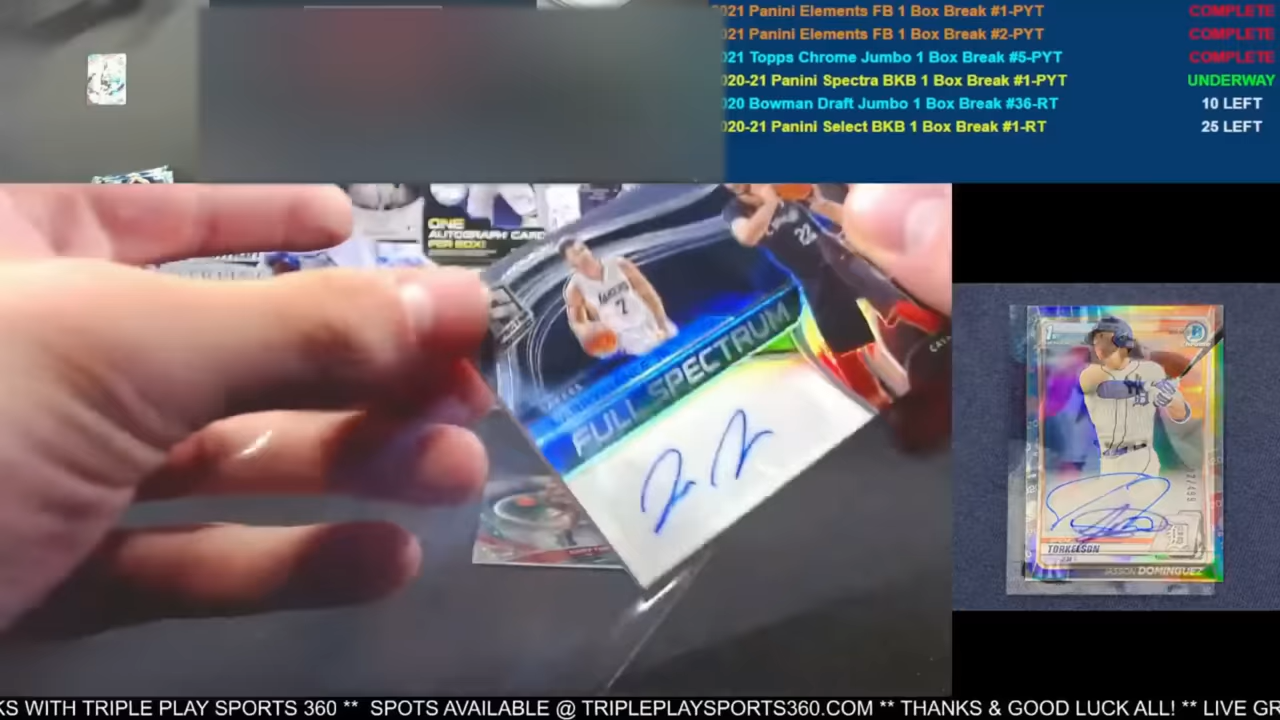 021 Panini Elements FB 1 Box Break #1-PYT COMPLETE
021 Panini Elements FB 1 Box Break #2-PYT COMPLETE
021 Topps Chrome Jumbo 1 Box Break #5-PYT COMPLETE
020-21 Panini Spectra BKB 1 Box Break #1-PYT UNDERWAY
020 Bowman Draft Jumbo 1 Box Break #36-RT 10 LEFT
020-21 Panini Select BKB 1 Box Break #1-RT 25 LEFT
ONE
AUTOGRAPH CARD
PER BOX!
22
LAKERS
7
FULL SPECTRUM
TORKELSON
JASSON DOMINGUEZ
KS WITH TRIPLE PLAY SPORTS 360 ** SPOTS AVAILABLE @ TRIPLEPLAYSPORTS360.COM ** THANKS & GOOD LUCK ALL! ** LIVE GR